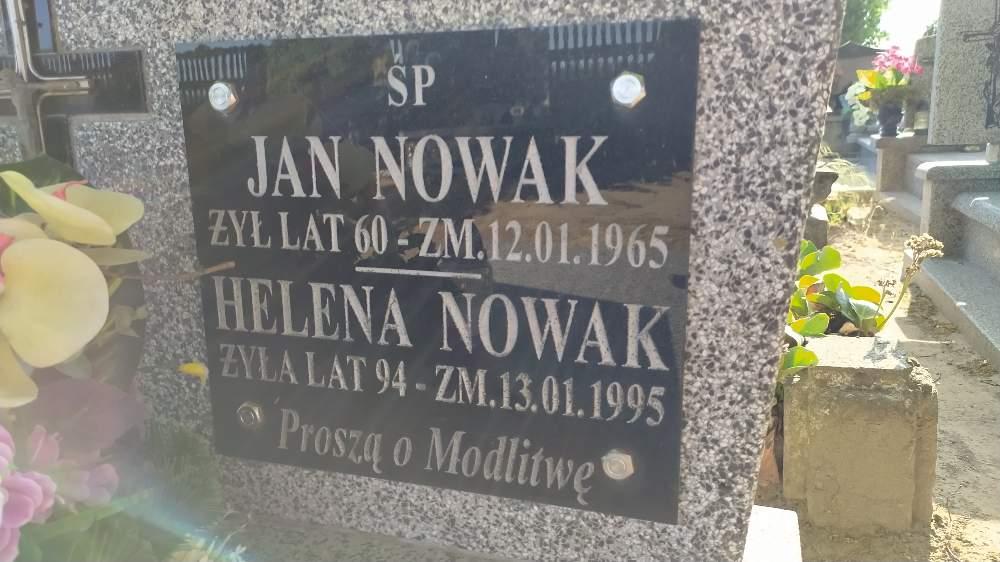 ŚP
JAN NOWAK
ŻYŁ LAT 60 - ZM. 12.01.1965
HELENA NOWAK
ŻYŁA LAT 94 - ZM. 13.01.1995
Proszą o Modlitwę